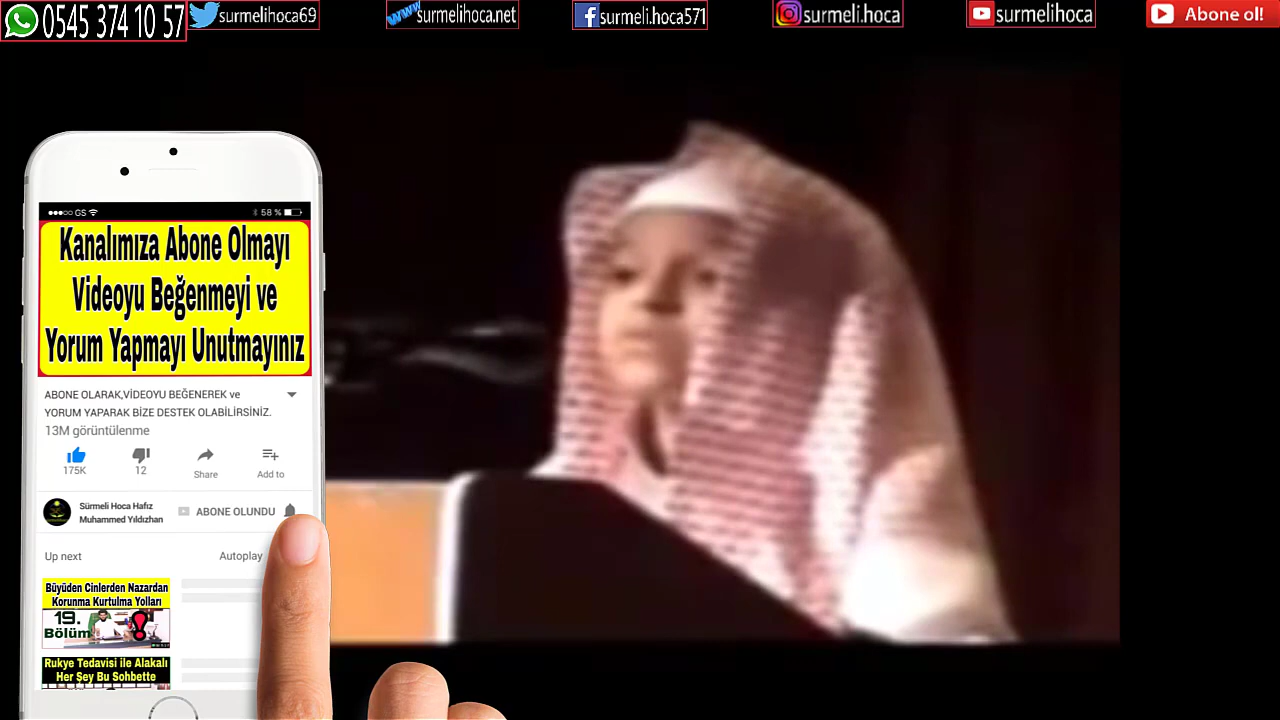 0545 374 10 57
surmelihoca69
www
surmelihoca.net
surmeli.hoca571
surmeli.hoca
surmelihoca
Abone ol!
GS
58 %
Kanalımıza Abone Olmayı
Videoyu Beğenmeyi ve
Yorum Yapmayı Unutmayınız
ABONE OLARAK,VİDEOYU BEĞENEREK ve
YORUM YAPARAK BİZE DESTEK OLABİLİRSİNİZ.
13M görüntülenme
175K
12
Share
Add to
Sürmeli Hoca Hafız
Muhammed Yıldızhan
ABONE OLUNDU
Up next
Autoplay
Büyüden Cinlerden Nazardan
Korunma Kurtulma Yolları
19.
Bölüm
Rukye Tedavisi ile Alakalı
Her Şey Bu Sohbette